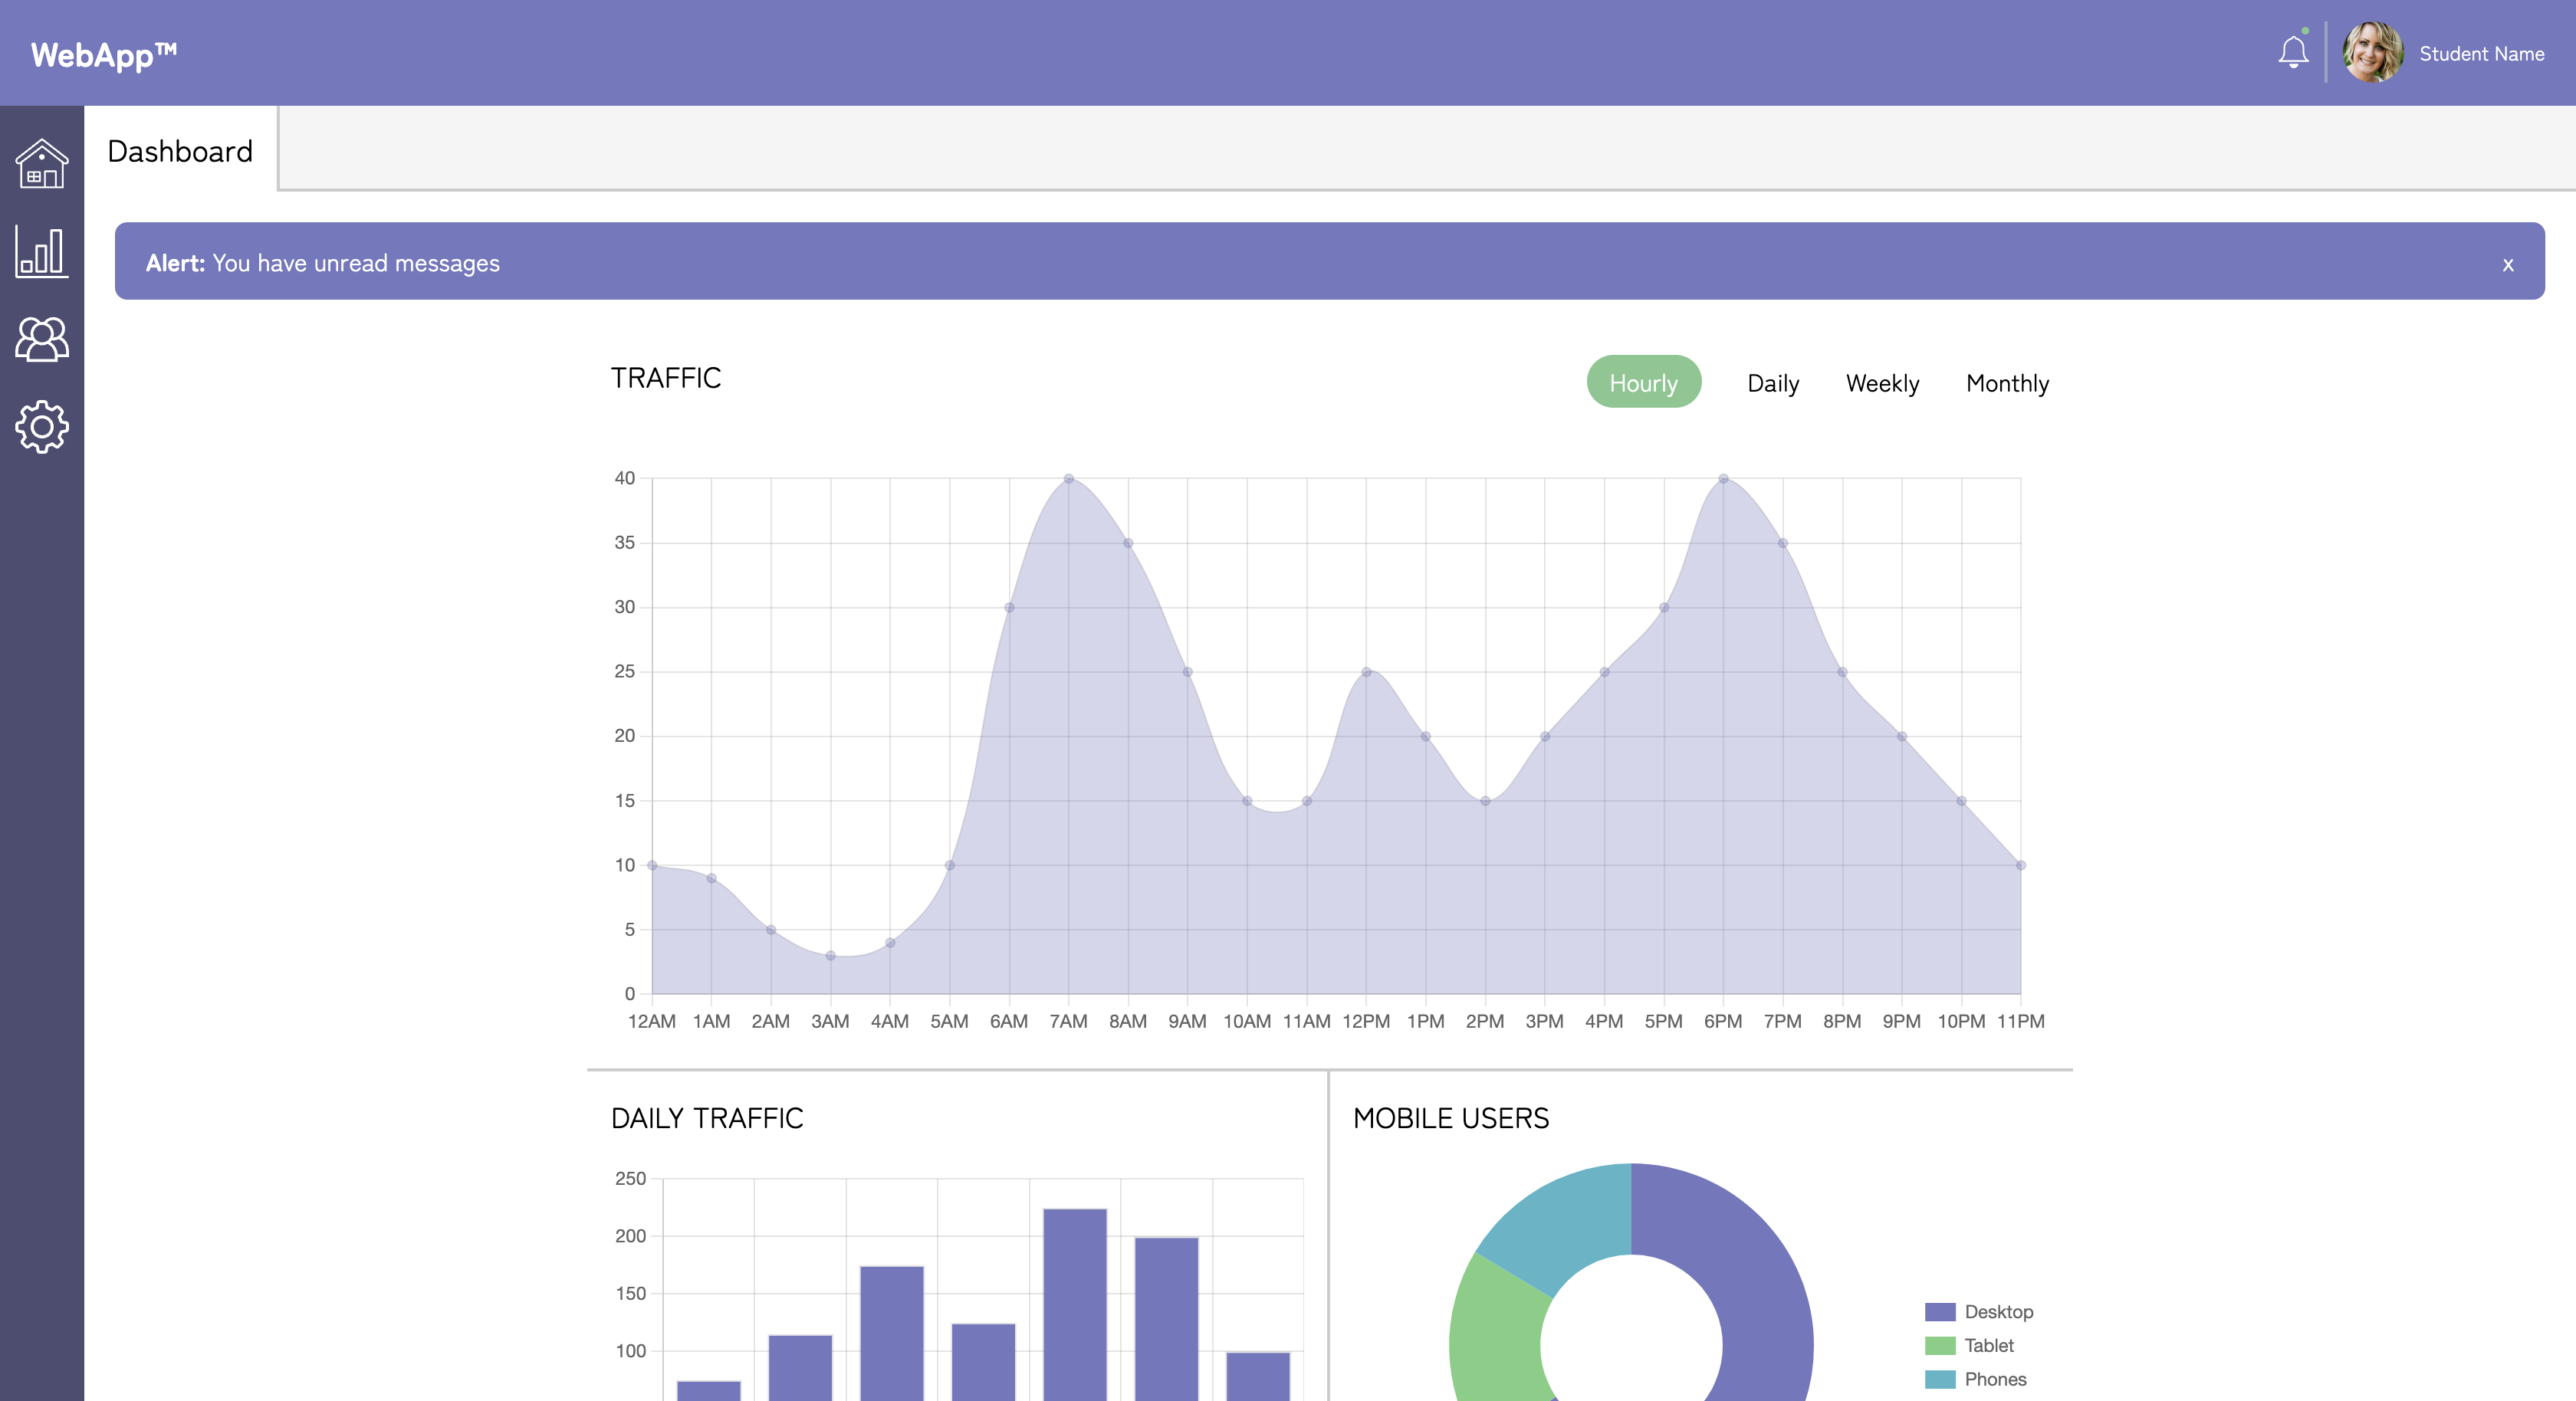 WebApp™
Student Name
Dashboard
Alert: You have unread messages
x
TRAFFIC
Hourly Daily Weekly Monthly
40
35
30
25
20
15
10
5
0
12AM 1AM 2AM 3AM 4AM 5AM 6AM 7AM 8AM 9AM 10AM 11AM 12PM 1PM 2PM 3PM 4PM 5PM 6PM 7PM 8PM 9PM 10PM 11PM
DAILY TRAFFIC
250
200
150
100
MOBILE USERS
Desktop
Tablet
Phones